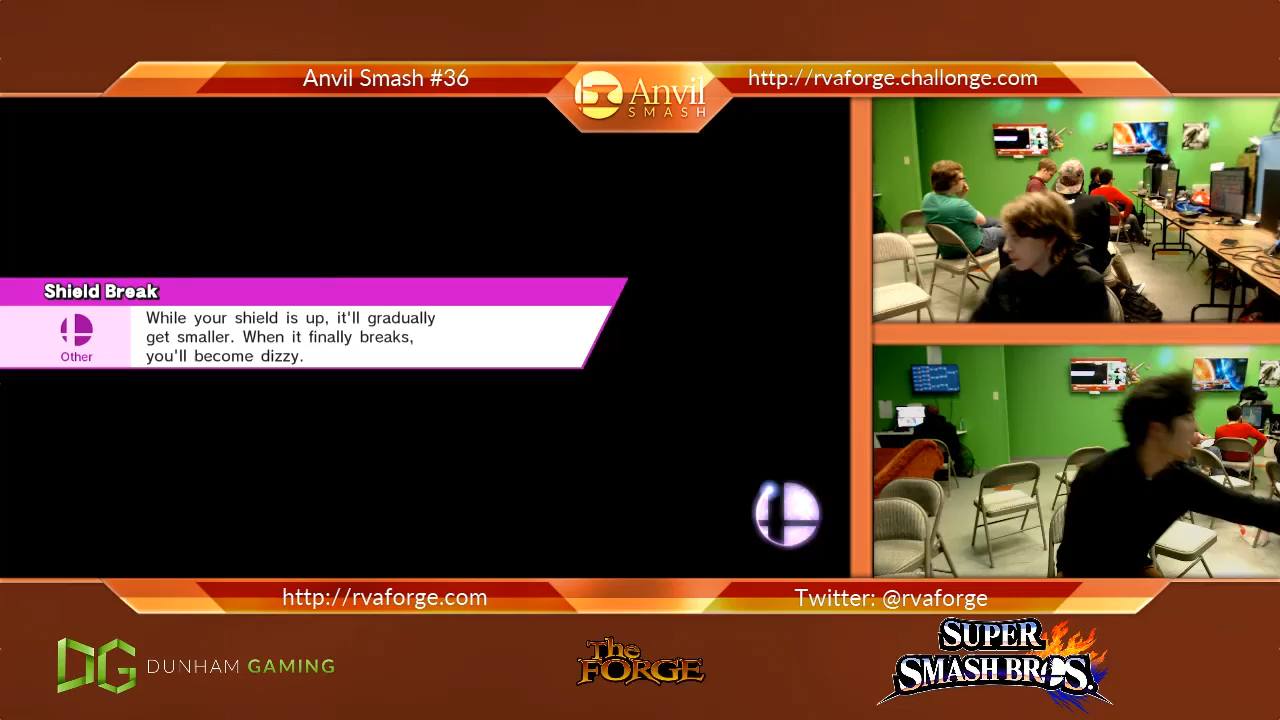 Anvil Smash #36
Anvil
SMASH
http://rvaforge.challonge.com
Shield Break
Other
While your shield is up, it'll gradually
get smaller. When it finally breaks,
you'll become dizzy.
http://rvaforge.com
Twitter: @rvaforge
DG DUNHAM GAMING
The
FORGE
SUPER
SMASH BROS.